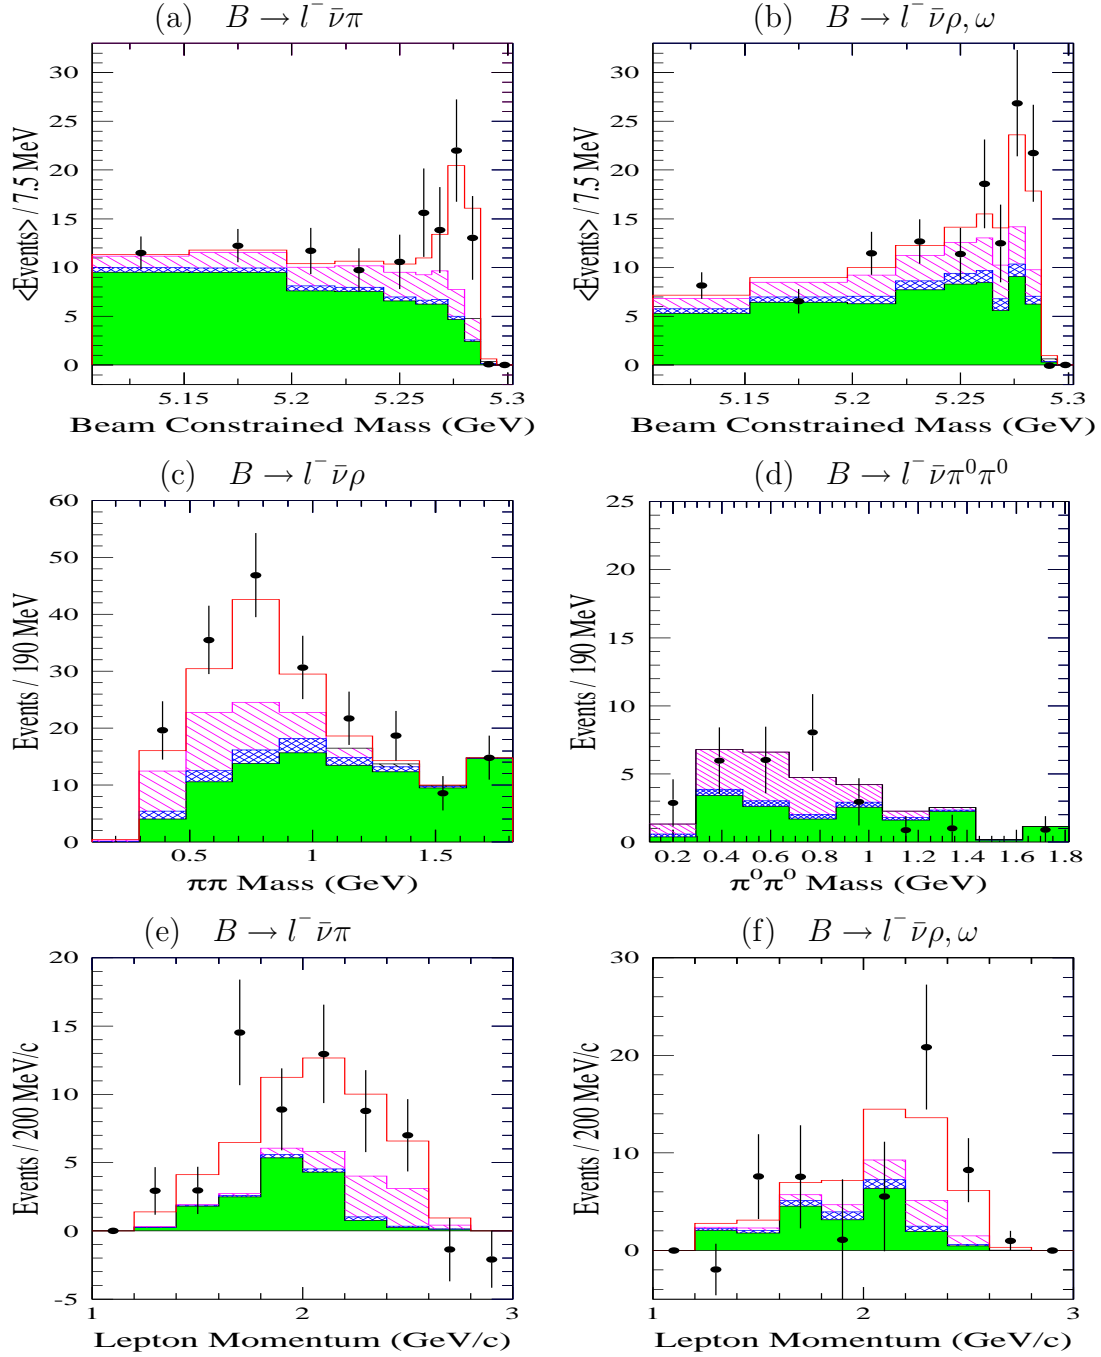 (a) B → l⁻ ν̄π
(b) B → l⁻ ν̄ρ, ω
<Events> / 7.5 MeV
30
25
20
15
10
5
0
5.15 5.2 5.25 5.3
Beam Constrained Mass (GeV)
<Events> / 7.5 MeV
30
25
20
15
10
5
0
5.15 5.2 5.25 5.3
Beam Constrained Mass (GeV)
(c) B → l⁻ ν̄ρ
(d) B → l⁻ ν̄π⁰π⁰
Events / 190 MeV
60
50
40
30
20
10
0
0.5 1 1.5
ππ Mass (GeV)
Events / 190 MeV
25
20
15
10
5
0
0.2 0.4 0.6 0.8 1 1.2 1.4 1.6 1.8
π⁰π⁰ Mass (GeV)
(e) B → l⁻ ν̄π
(f) B → l⁻ ν̄ρ, ω
Events / 200 MeV/c
20
15
10
5
0
-5
1 2 3
Lepton Momentum (GeV/c)
Events / 200 MeV/c
30
20
10
0
1 2 3
Lepton Momentum (GeV/c)